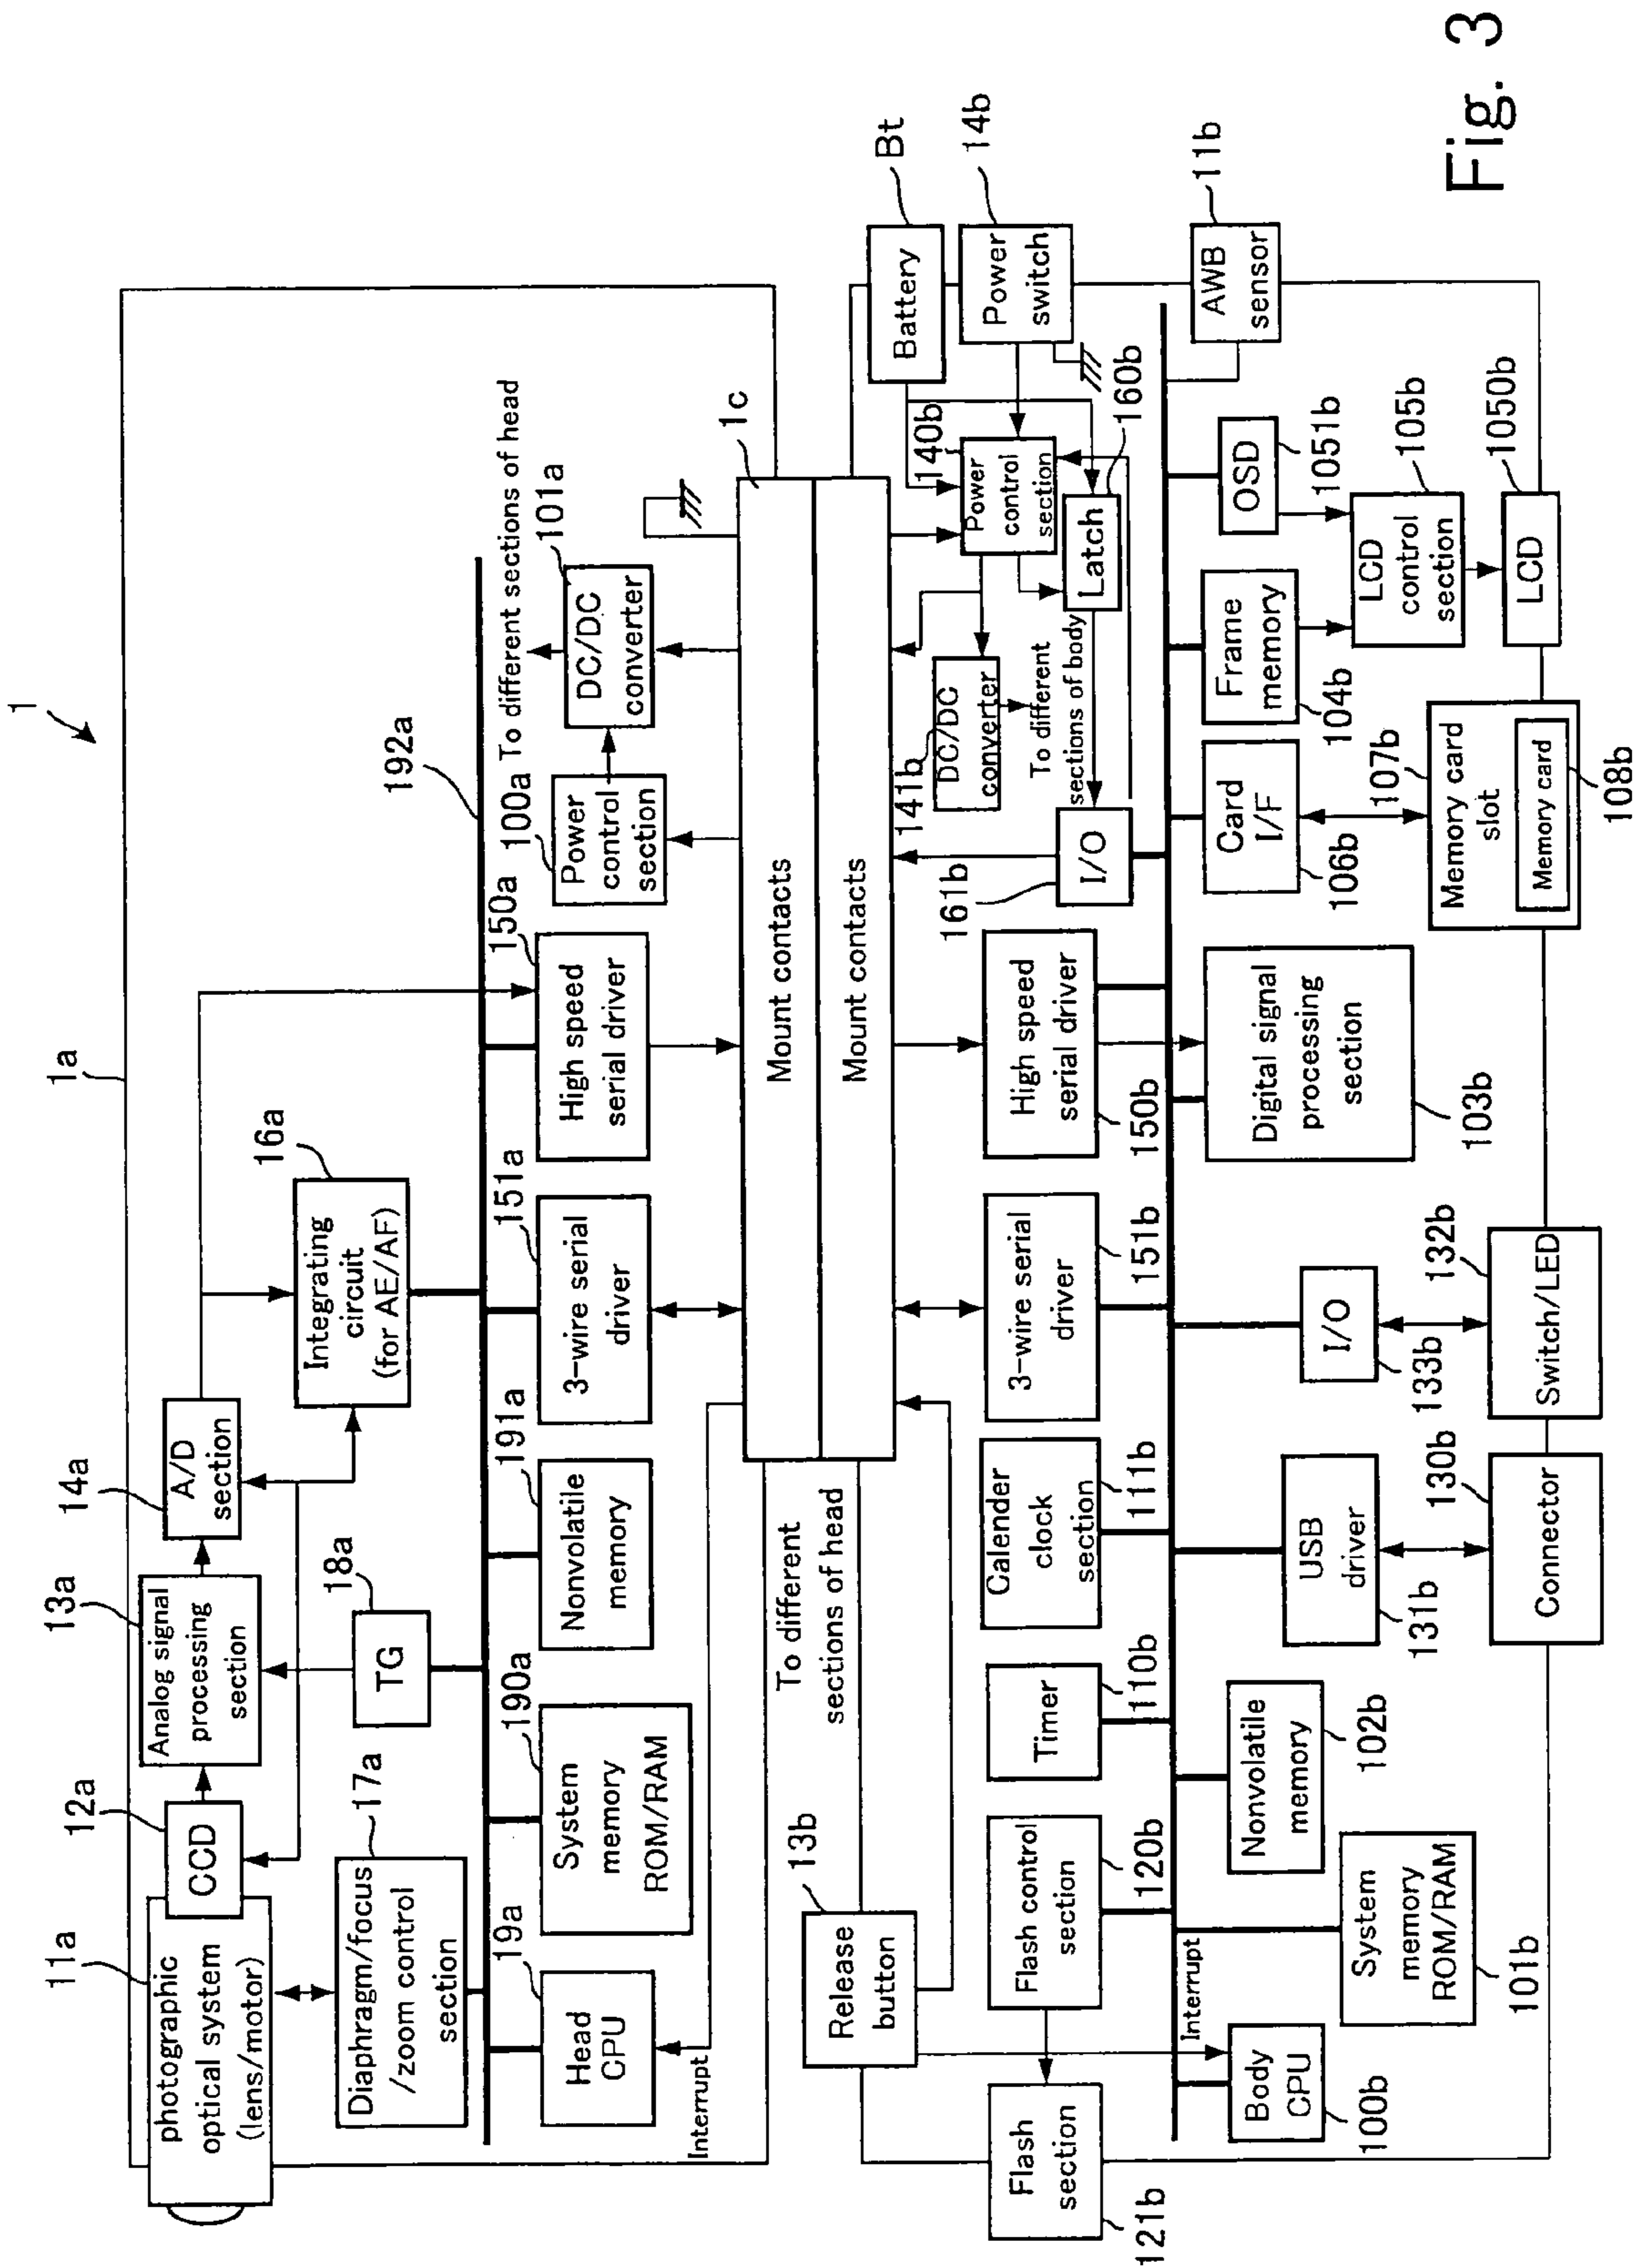 1
1a
11a
photographic
optical system
(lens/motor)
12a
CCD
13a
Analog signal
processing
section
14a
A/D
section
16a
Integrating
circuit
(for AE/AF)
17a
Diaphragm/focus
/zoom control
section
18a
TG
192a
19a
Head
CPU
190a
System
memory
ROM/RAM
191a
Nonvolatile
memory
151a
3-wire serial
driver
150a
High speed
serial driver
100a
Power
control
section
101a
DC/DC
converter
To different sections of head
Interrupt
1c
Mount contacts
Mount contacts
To different
sections of head
13b
Release
button
121b
Flash
section
120b
Flash control
section
110b
Timer
111b
Calender
clock
section
151b
3-wire serial
driver
150b
High speed
serial driver
161b
I/O
141b
DC/DC
converter
To different
sections of body
140b
Power
control
section
160b
Latch
Bt
Battery
14b
Power
switch
11b
AWB
sensor
Interrupt
100b
Body
CPU
101b
System
memory
ROM/RAM
102b
Nonvolatile
memory
131b
USB
driver
130b
Connector
133b
I/O
132b
Switch/LED
103b
Digital signal
processing
section
106b
Card
I/F
107b
Memory card
slot
108b
Memory card
104b
Frame
memory
1051b
OSD
105b
LCD
control
section
1050b
LCD
Fig. 3